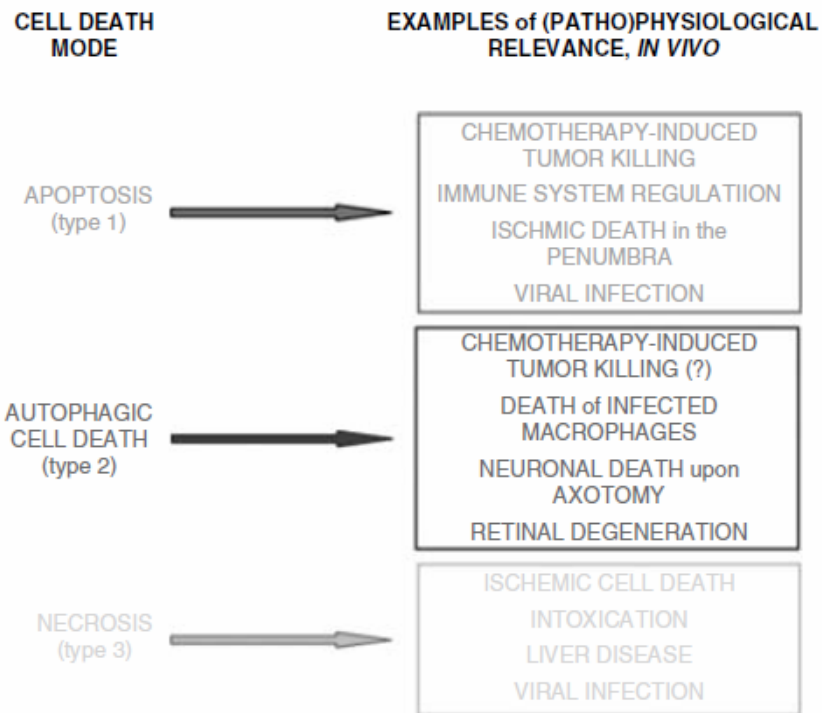 CELL DEATH
MODE
EXAMPLES of (PATHO)PHYSIOLOGICAL
RELEVANCE, IN VIVO
APOPTOSIS
(type 1)
CHEMOTHERAPY-INDUCED
TUMOR KILLING
IMMUNE SYSTEM REGULATIION
ISCHMIC DEATH in the
PENUMBRA
VIRAL INFECTION
AUTOPHAGIC
CELL DEATH
(type 2)
CHEMOTHERAPY-INDUCED
TUMOR KILLING (?)
DEATH of INFECTED
MACROPHAGES
NEURONAL DEATH upon
AXOTOMY
RETINAL DEGENERATION
NECROSIS
(type 3)
ISCHEMIC CELL DEATH
INTOXICATION
LIVER DISEASE
VIRAL INFECTION